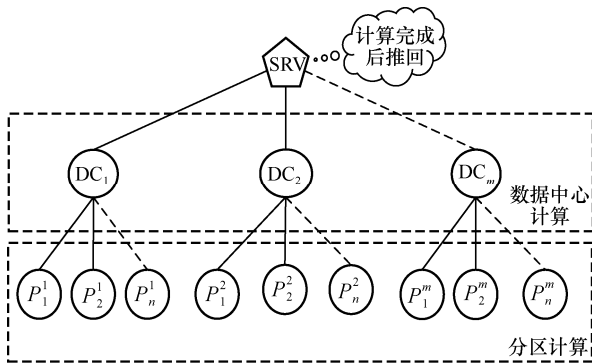 计算完成
后推回
SRV
DC₁ DC₂ DCₘ
数据中心
计算
P₁¹ P₂¹ Pₙ¹ P₁² P₂² Pₙ² P₁ᵐ P₂ᵐ Pₙᵐ
分区计算